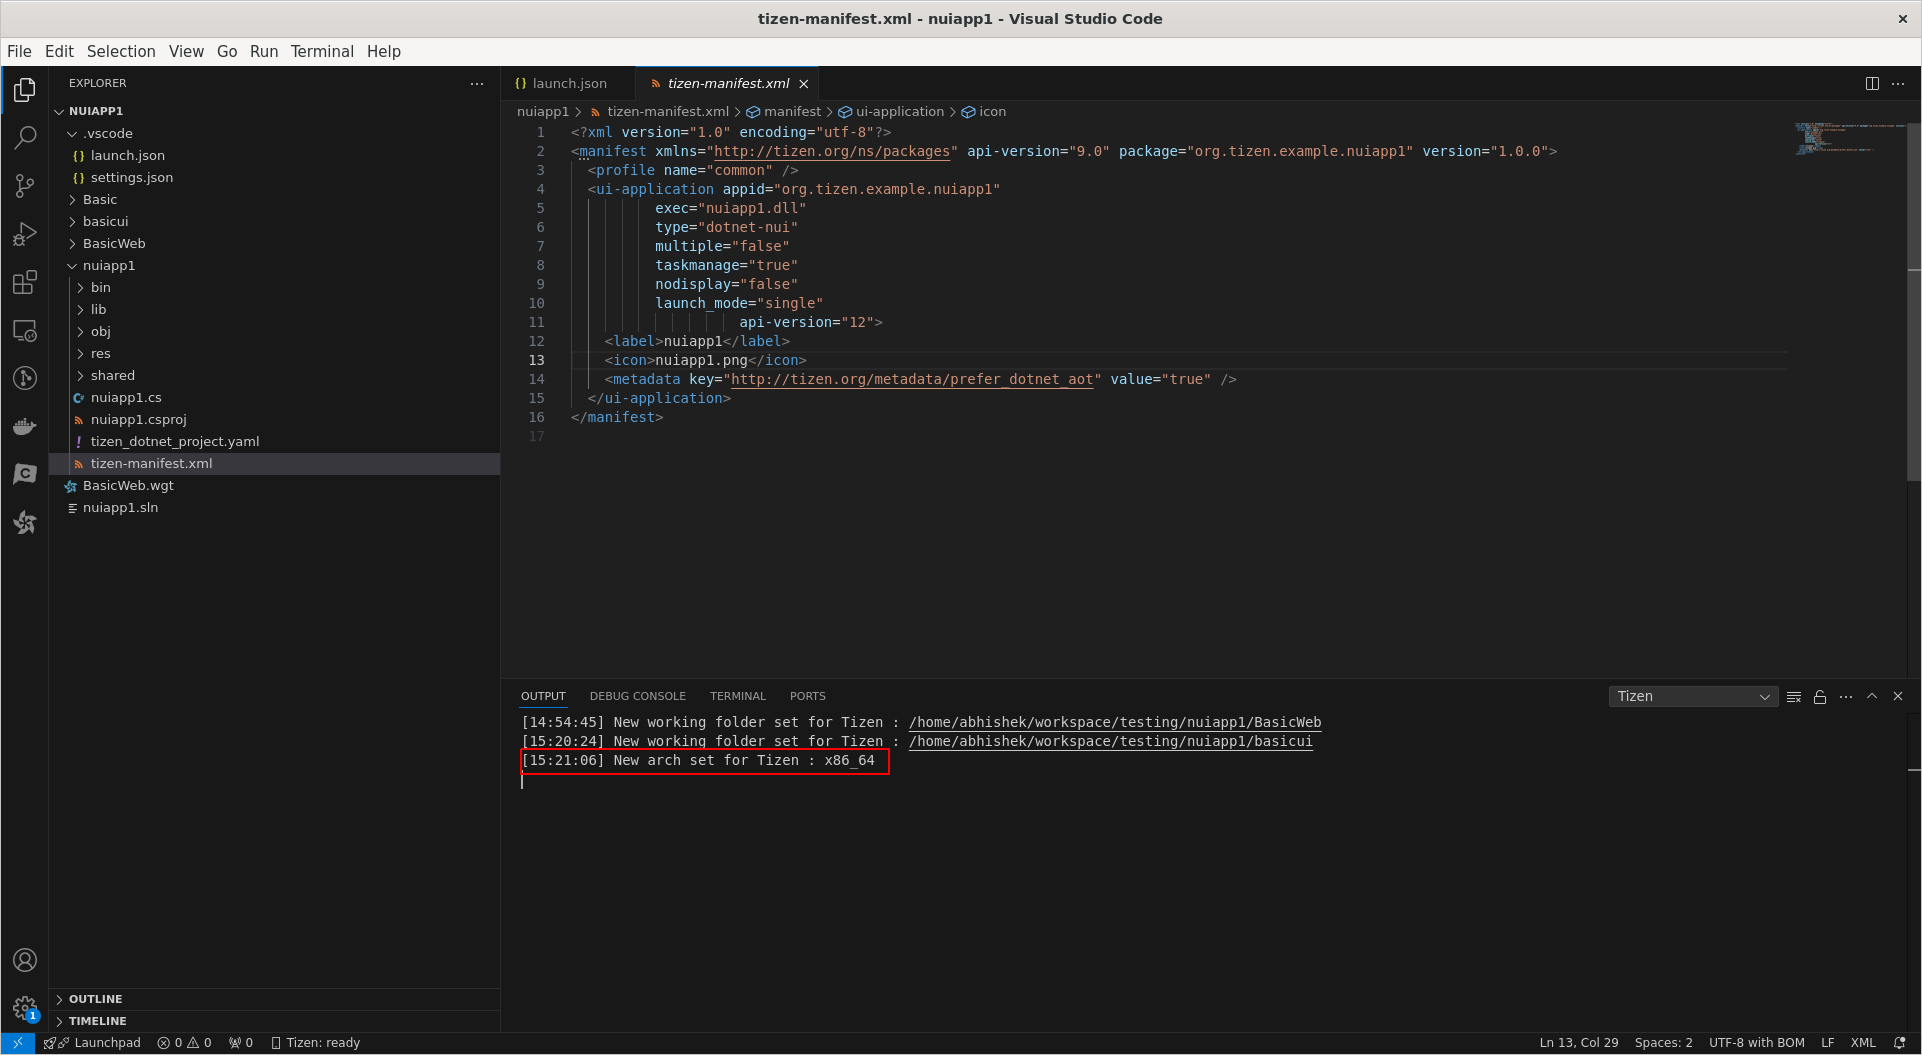 tizen-manifest.xml - nuiapp1 - Visual Studio Code
File Edit Selection View Go Run Terminal Help
EXPLORER
NUIAPP1
.vscode
launch.json
settings.json
Basic
basicui
BasicWeb
nuiapp1
bin
lib
obj
res
shared
nuiapp1.cs
nuiapp1.csproj
tizen_dotnet_project.yaml
tizen-manifest.xml
BasicWeb.wgt
nuiapp1.sln
OUTLINE
TIMELINE
launch.json
tizen-manifest.xml
nuiapp1 > tizen-manifest.xml > manifest > ui-application > icon
1 <?xml version="1.0" encoding="utf-8"?>
2 <manifest xmlns="http://tizen.org/ns/packages" api-version="9.0" package="org.tizen.example.nuiapp1" version="1.0.0">
3 <profile name="common" />
4 <ui-application appid="org.tizen.example.nuiapp1"
5 exec="nuiapp1.dll"
6 type="dotnet-nui"
7 multiple="false"
8 taskmanage="true"
9 nodisplay="false"
10 launch_mode="single"
11 api-version="12">
12 <label>nuiapp1</label>
13 <icon>nuiapp1.png</icon>
14 <metadata key="http://tizen.org/metadata/prefer_dotnet_aot" value="true" />
15 </ui-application>
16 </manifest>
17
OUTPUT DEBUG CONSOLE TERMINAL PORTS
Tizen
[14:54:45] New working folder set for Tizen : /home/abhishek/workspace/testing/nuiapp1/BasicWeb
[15:20:24] New working folder set for Tizen : /home/abhishek/workspace/testing/nuiapp1/basicui
[15:21:06] New arch set for Tizen : x86_64
1
Launchpad 0 0 0 Tizen: ready
Ln 13, Col 29 Spaces: 2 UTF-8 with BOM LF XML